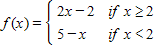 f(x) = { 2x − 2 if x ≥ 2
5 − x if x < 2